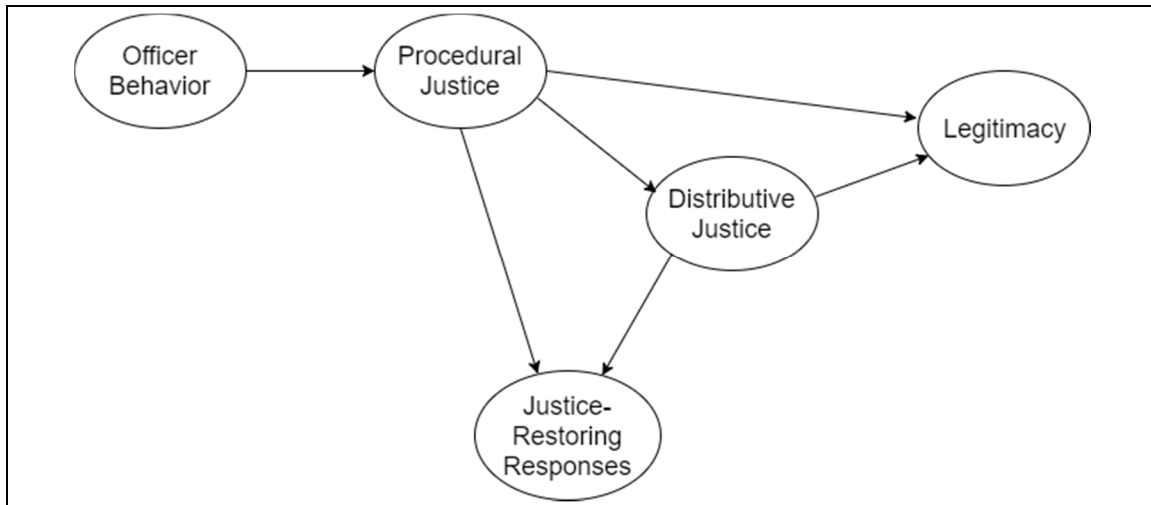 Officer
Behavior
Procedural
Justice
Legitimacy
Distributive
Justice
Justice-
Restoring
Responses